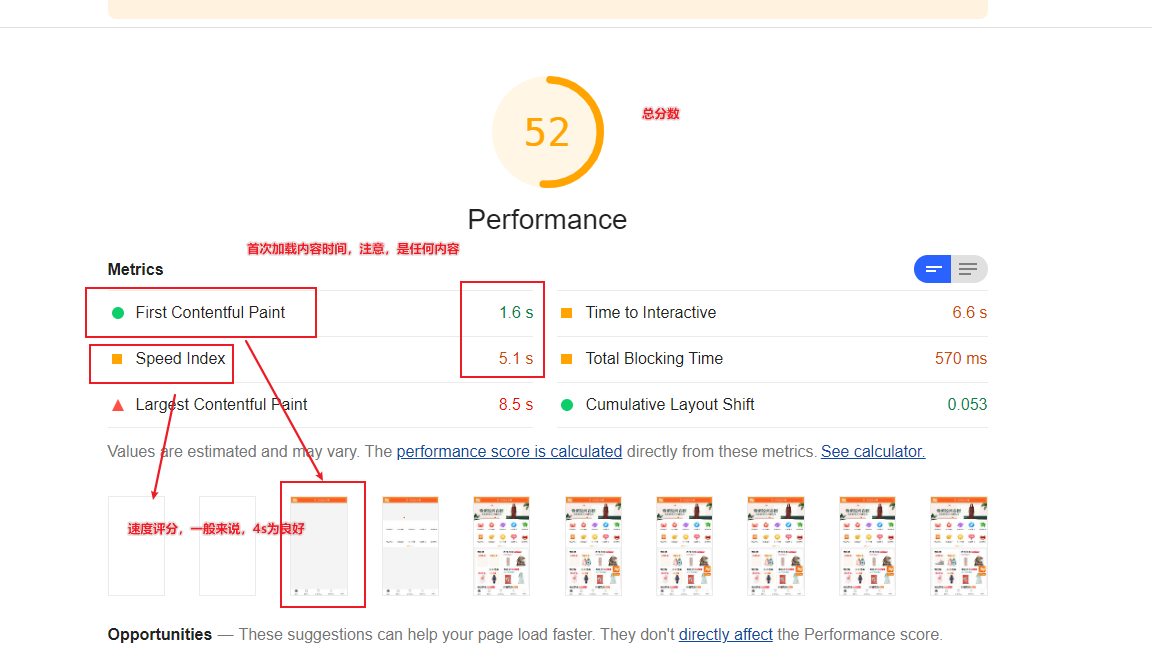 52
总分数
Performance
首次加载内容时间，注意，是任何内容
Metrics
First Contentful Paint 1.6 s
Time to Interactive 6.6 s
Speed Index 5.1 s
Total Blocking Time 570 ms
Largest Contentful Paint 8.5 s
Cumulative Layout Shift 0.053
Values are estimated and may vary. The performance score is calculated directly from these metrics. See calculator.
速度评分，一般来说，4s为良好
Opportunities — These suggestions can help your page load faster. They don't directly affect the Performance score.